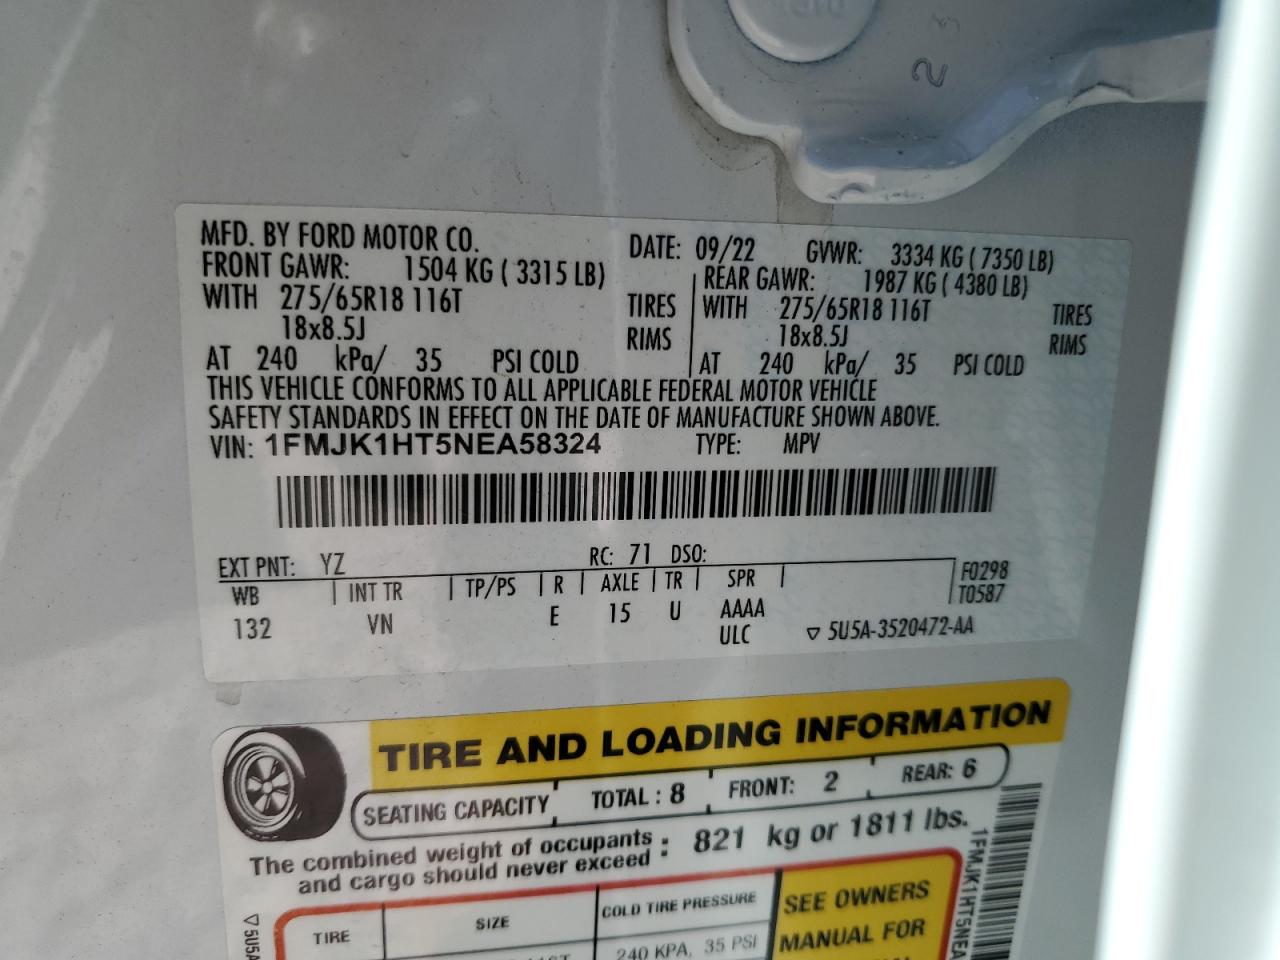 MFD. BY FORD MOTOR CO. DATE: 09/22 GVWR: 3334 KG ( 7350 LB)
FRONT GAWR: 1504 KG ( 3315 LB) REAR GAWR: 1987 KG ( 4380 LB)
WITH 275/65R18 116T TIRES WITH 275/65R18 116T TIRES
18x8.5J RIMS 18x8.5J RIMS
AT 240 kPa/ 35 PSI COLD AT 240 kPa/ 35 PSI COLD
THIS VEHICLE CONFORMS TO ALL APPLICABLE FEDERAL MOTOR VEHICLE
SAFETY STANDARDS IN EFFECT ON THE DATE OF MANUFACTURE SHOWN ABOVE.
VIN: 1FMJK1HT5NEA58324 TYPE: MPV
EXT PNT: YZ RC: 71 DSO:
WB INT TR TP/PS R AXLE TR SPR F0298
T0587
132 VN E 15 U AAAA
ULC 5U5A-3520472-AA
TIRE AND LOADING INFORMATION
SEATING CAPACITY TOTAL : 8 FRONT: 2 REAR: 6
The combined weight of occupants
and cargo should never exceed : 821 kg or 1811 lbs.
TIRE SIZE COLD TIRE PRESSURE
240 KPA, 35 PSI
SEE OWNERS
MANUAL FOR
1FMJK1HT5NEA
5U5A
2